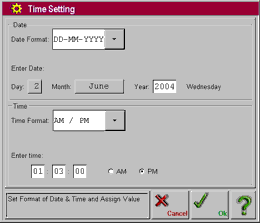 Time Setting
Date
Date Format: DD-MM-YYYY
Enter Date:
Day: 2 Month: June Year: 2004 Wednesday
Time
Time Format: AM / PM
Enter time:
01 : 03 : 00 AM PM
Set Format of Date & Time and Assign Value
Cancel Ok ?